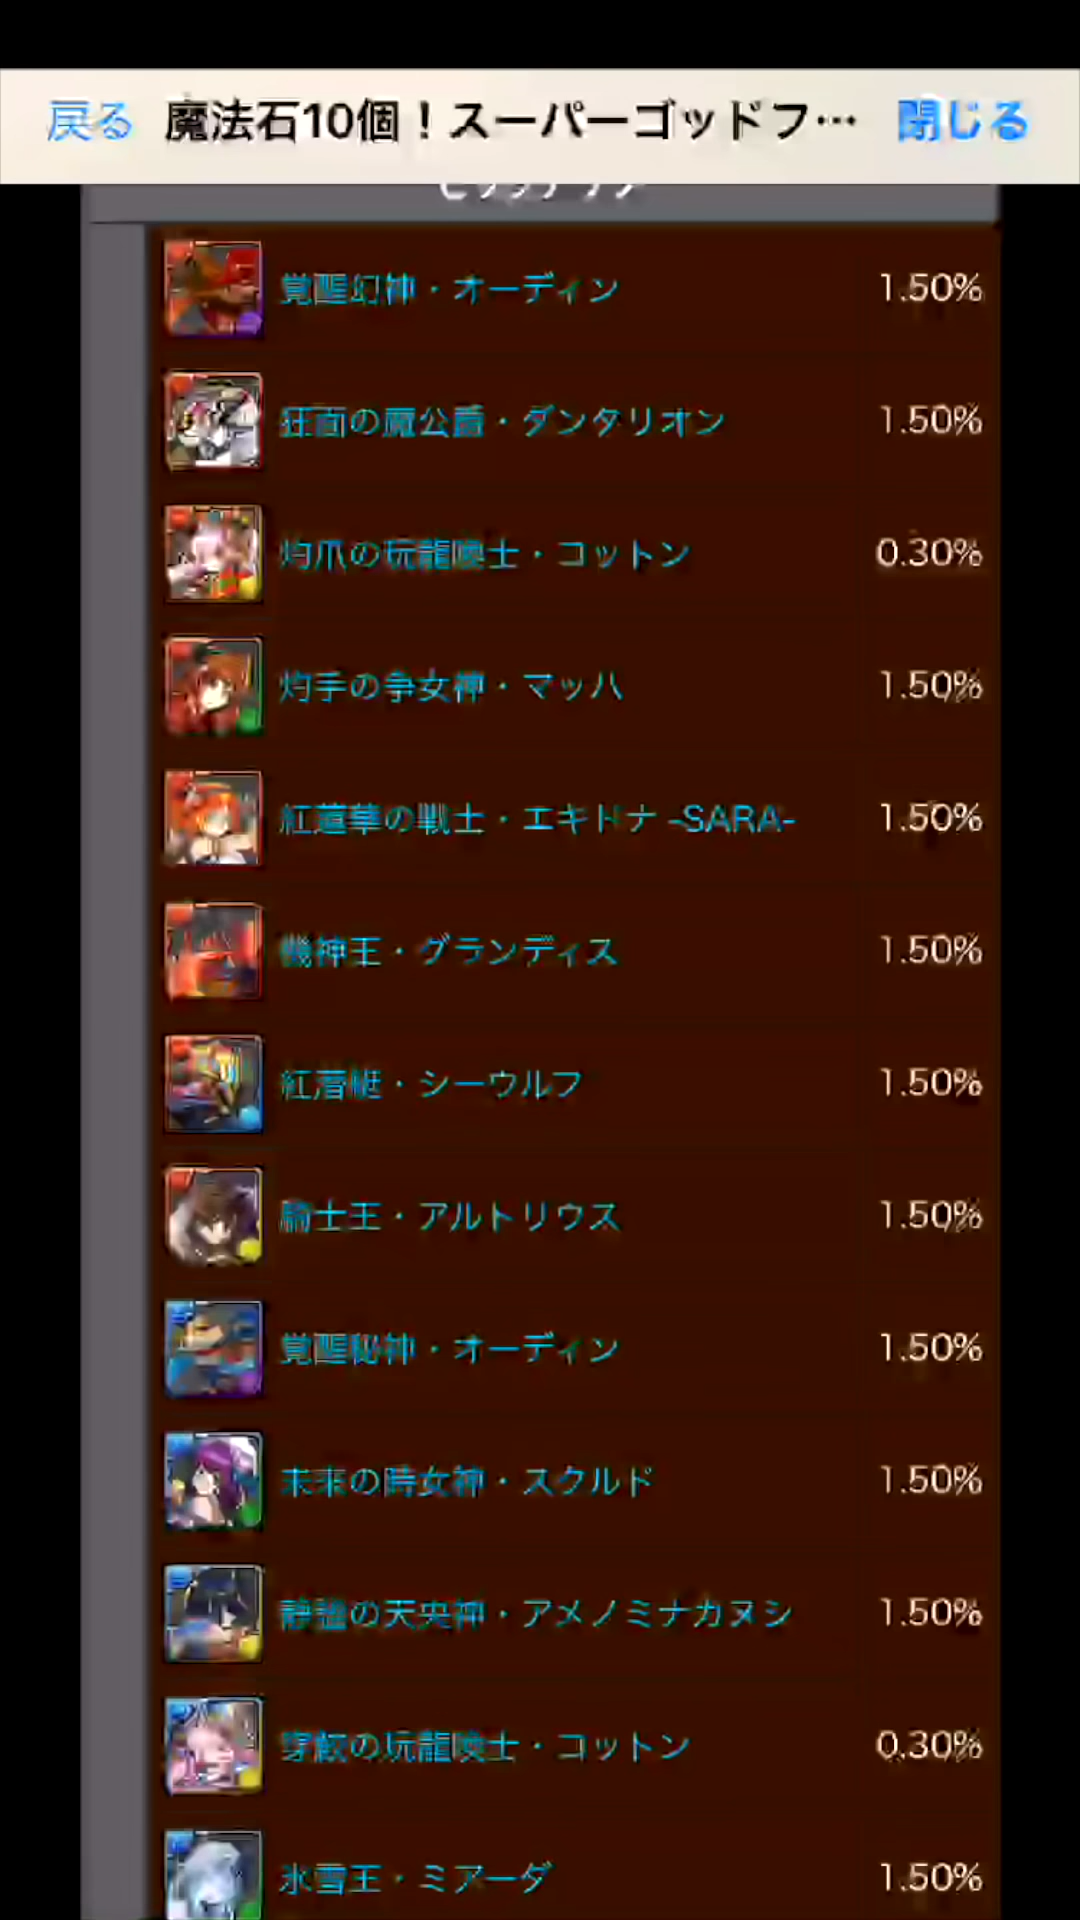 戻る 魔法石10個！スーパーゴッドフ… 閉じる
覚醒幻神・オーディン 1.50%
狂面の魔公爵・ダンタリオン 1.50%
灼爪の玩龍喚士・コットン 0.30%
灼手の争女神・マッハ 1.50%
紅蓮華の戦士・エキドナ -SARA- 1.50%
機神王・グランディス 1.50%
紅潜艇・シーウルフ 1.50%
騎士王・アルトリウス 1.50%
覚醒秘神・オーディン 1.50%
未来の時女神・スクルド 1.50%
の天央神・アメノミナカヌシ 1.50%
の玩龍喚士・コットン 0.30%
氷雪王・ミアーダ 1.50%